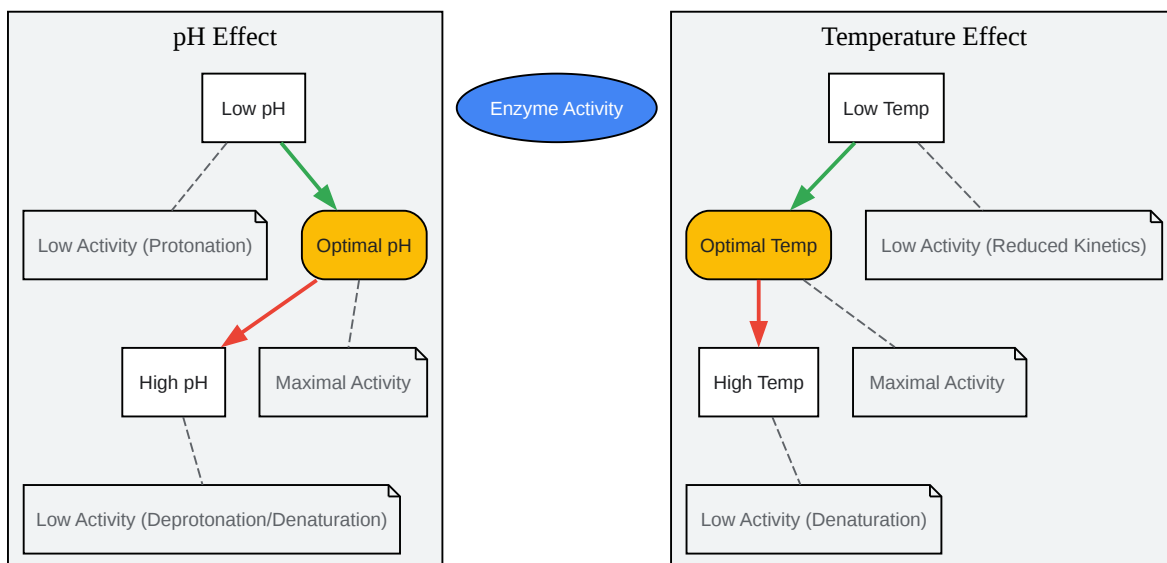 pH Effect
Low pH
Low Activity (Protonation)
Optimal pH
High pH
Maximal Activity
Low Activity (Deprotonation/Denaturation)
Enzyme Activity
Temperature Effect
Low Temp
Optimal Temp
Low Activity (Reduced Kinetics)
High Temp
Maximal Activity
Low Activity (Denaturation)